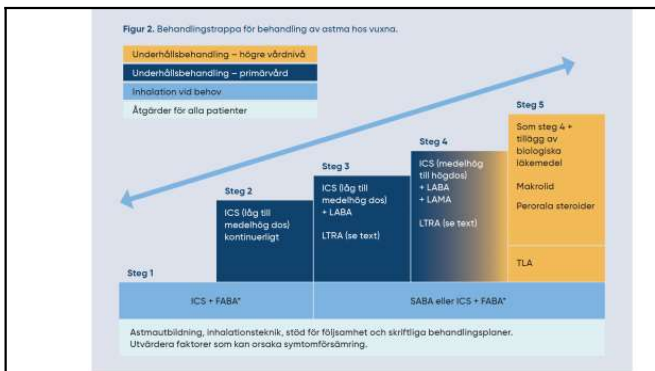 Figur 2. Behandlingstrappa för behandling av astma hos vuxna.
Underhållsbehandling – högre vårdnivå
Underhållsbehandling – primärvård
Inhalation vid behov
Åtgärder för alla patienter
Steg 1
Steg 2
ICS (låg till
medelhög dos)
kontinuerligt
Steg 3
ICS (låg till
medelhög dos)
+ LABA
LTRA (se text)
Steg 4
ICS (medelhög
till högdos)
+ LABA
+ LAMA
LTRA (se text)
Steg 5
Som steg 4 +
tillägg av
biologiska
läkemedel
Makrolid
Perorala steroider
TLA
ICS + FABA*
SABA eller ICS + FABA*
Astmautbildning, inhalationsteknik, stöd för följsamhet och skriftliga behandlingsplaner.
Utvärdera faktorer som kan orsaka symtomförsämring.